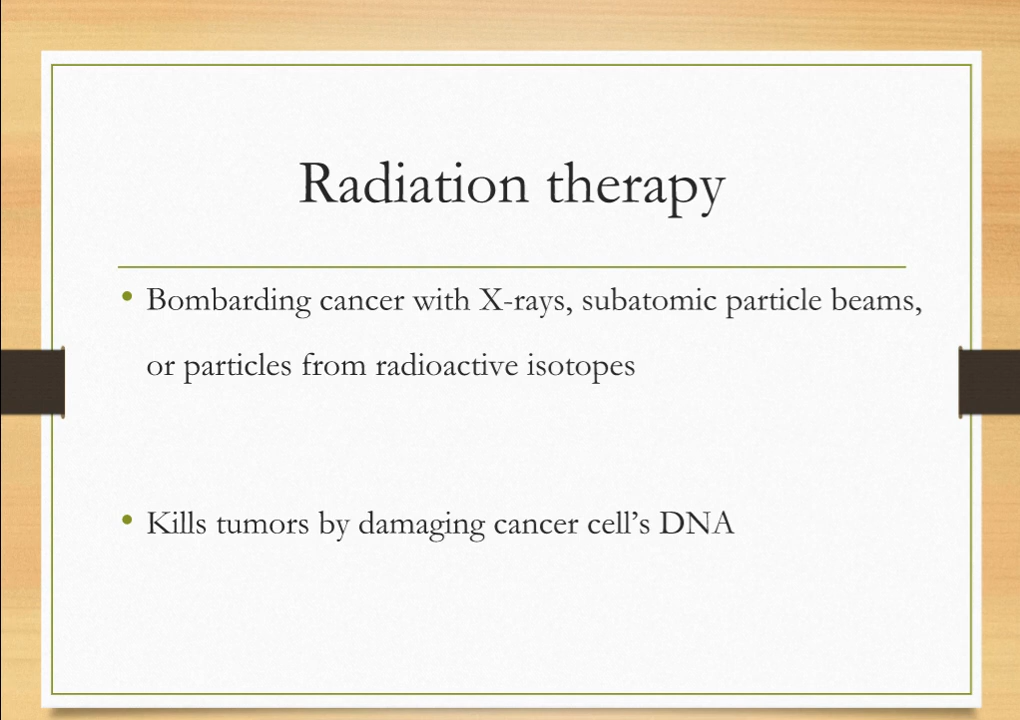 Radiation therapy
• Bombarding cancer with X-rays, subatomic particle beams,
or particles from radioactive isotopes
• Kills tumors by damaging cancer cell’s DNA